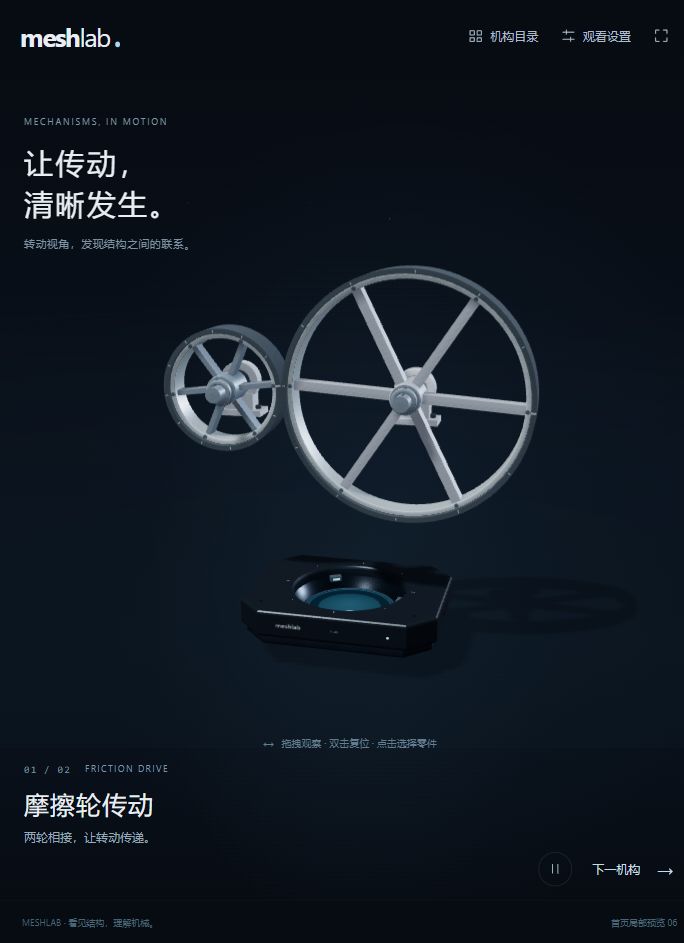 meshlab.
机构目录
观看设置
MECHANISMS, IN MOTION
让传动，
清晰发生。
转动视角，发现结构之间的联系。
meshlab
↔ 拖拽观察 · 双击复位 · 点击选择零件
01 / 02 FRICTION DRIVE
摩擦轮传动
两轮相接，让转动传递。
下一机构 →
MESHLAB · 看见结构，理解机械。
首页局部预览 06